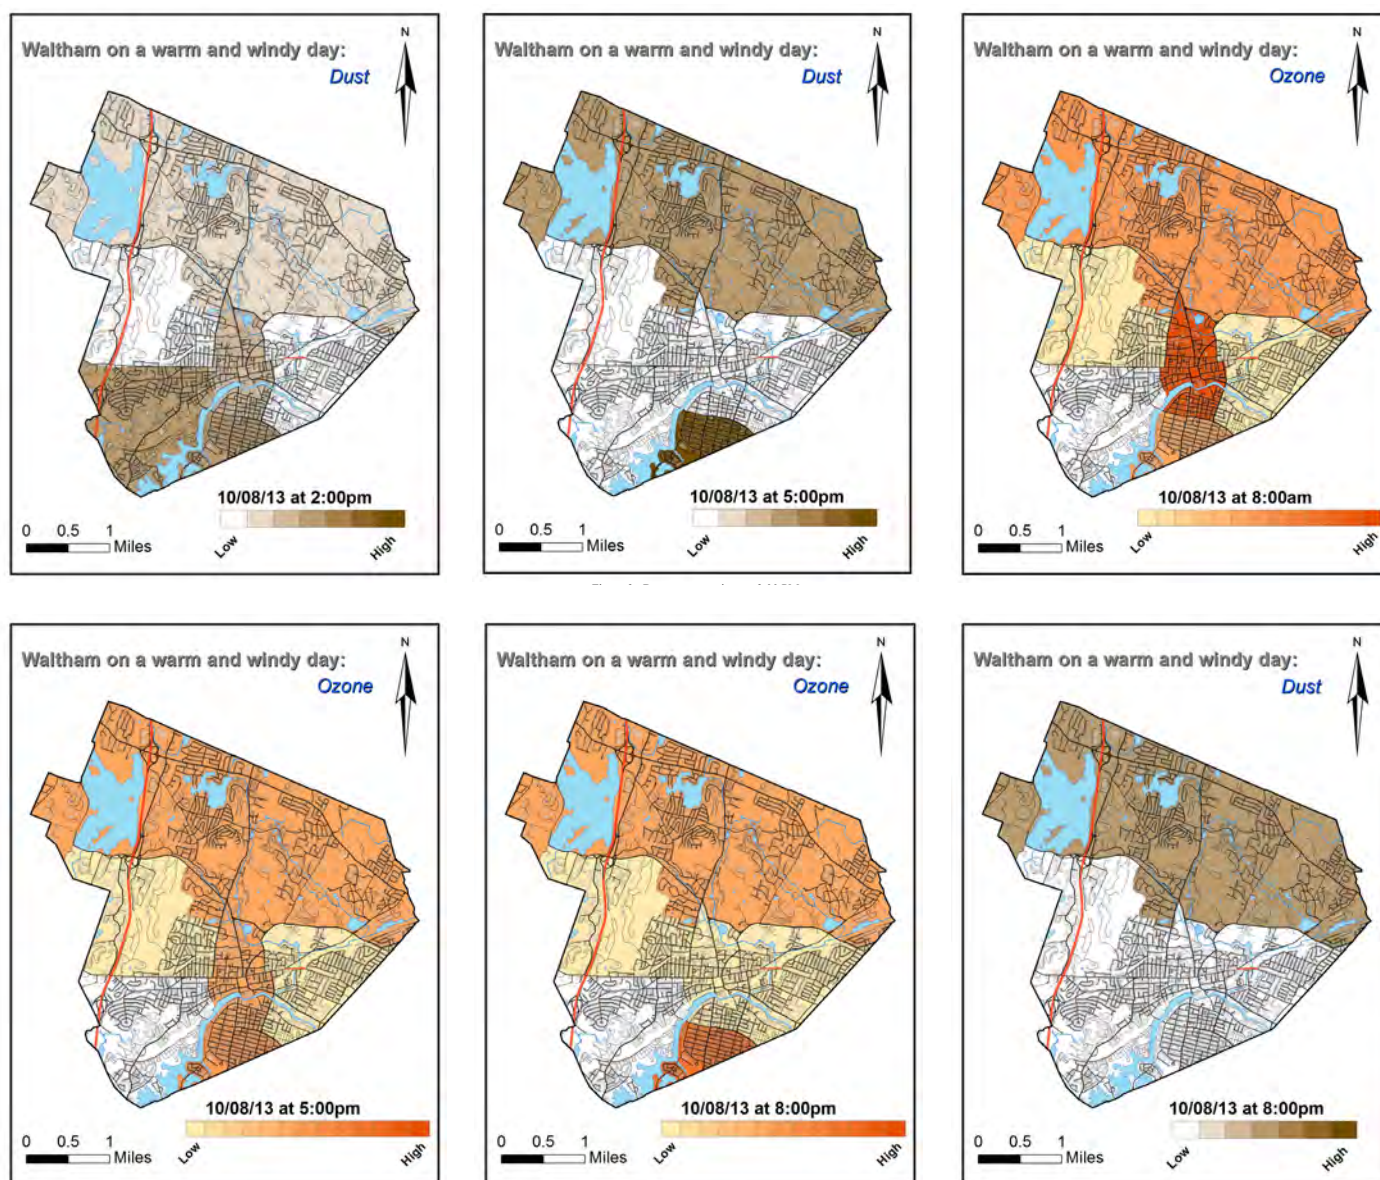 Waltham on a warm and windy day:
Dust
N
10/08/13 at 2:00pm
0 0.5 1
Miles
Low
High
Waltham on a warm and windy day:
Dust
N
10/08/13 at 5:00pm
0 0.5 1
Miles
Low
High
Waltham on a warm and windy day:
Ozone
N
10/08/13 at 8:00am
0 0.5 1
Miles
Low
High
Waltham on a warm and windy day:
Ozone
N
10/08/13 at 5:00pm
0 0.5 1
Miles
Low
High
Waltham on a warm and windy day:
Ozone
N
10/08/13 at 8:00pm
0 0.5 1
Miles
Low
High
Waltham on a warm and windy day:
Dust
N
10/08/13 at 8:00pm
0 0.5 1
Miles
Low
High